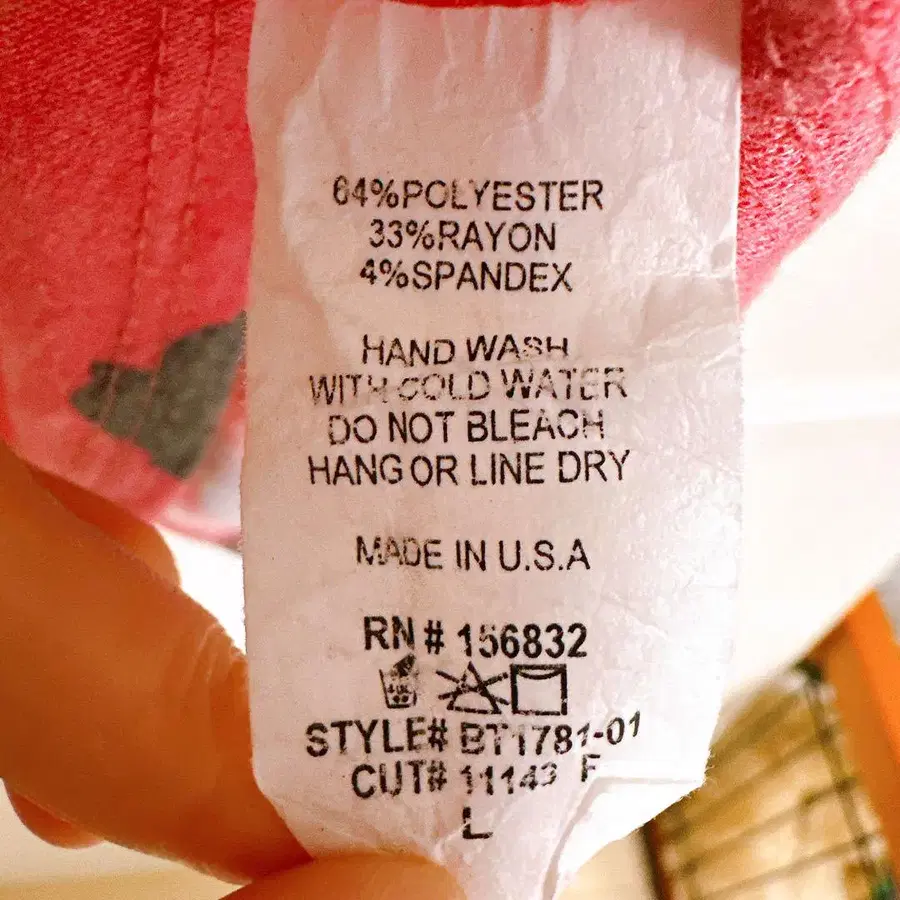 64%POLYESTER
33%RAYON
4%SPANDEX
HAND WASH
WITH COLD WATER
DO NOT BLEACH
HANG OR LINE DRY
MADE IN U.S.A
RN # 156832
STYLE# BT1781-01
CUT# 11143 F
L